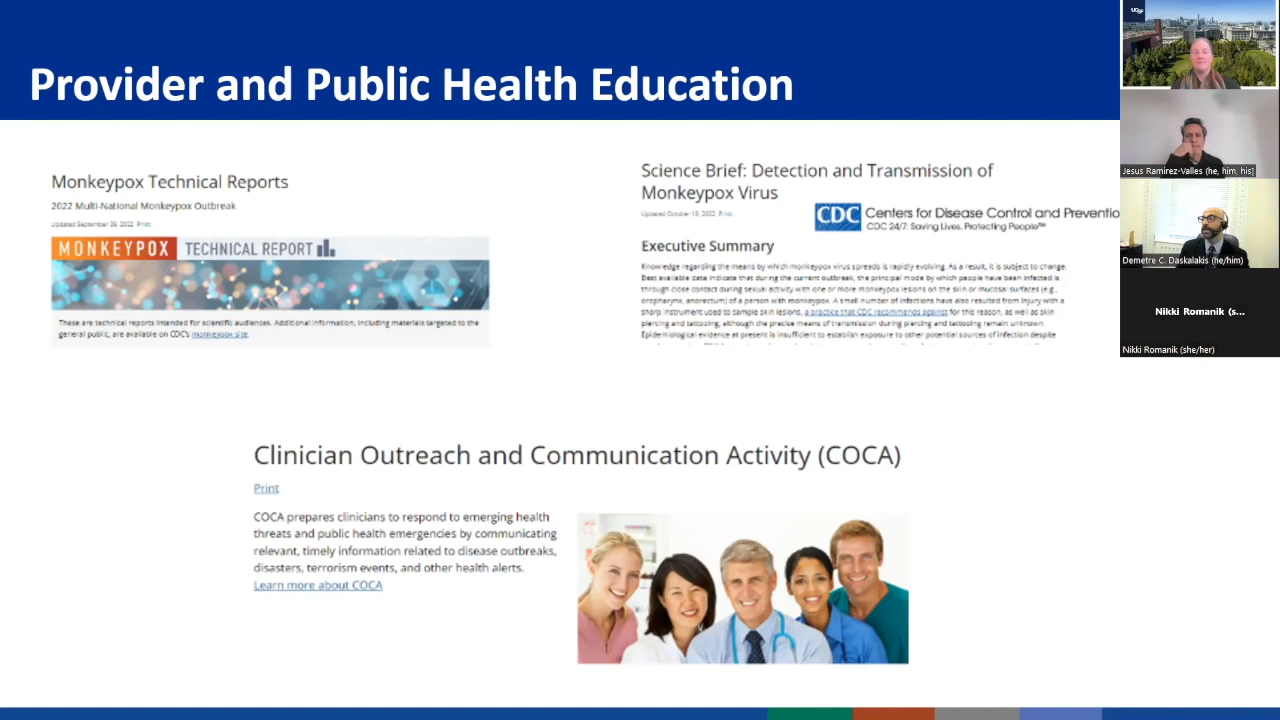 Provider and Public Health Education
Monkeypox Technical Reports
2022 Multi-National Monkeypox Outbreak
Updated September 29, 2022 Print
MONKEYPOX TECHNICAL REPORT
These are technical reports intended for scientific audiences. Additional information, including materials targeted to the
general public, are available on CDC's monkeypox site.
Science Brief: Detection and Transmission of
Monkeypox Virus
Updated October 18, 2022 Print
CDC Centers for Disease Control and Preventio
CDC 24/7: Saving Lives, Protecting People™
Executive Summary
Knowledge regarding the means by which monkeypox virus spreads is rapidly evolving. As a result, it is subject to change.
Best available data indicate that during the current outbreak, the principal mode by which people have been infected is
through close contact during sexual activity with one or more monkeypox lesions on the skin or mucosal surfaces (e.g.,
oropharynx, anorectum) of a person with monkeypox. A small number of infections have also resulted from injury with a
sharp instrument used to sample skin lesions, a practice that CDC recommends against for this reason, as well as skin
piercing and tattooing, although the precise means of transmission during piercing and tattooing remain unknown.
Epidemiological evidence at present is insufficient to establish exposure to other potential sources of infection despite
Clinician Outreach and Communication Activity (COCA)
Print
COCA prepares clinicians to respond to emerging health
threats and public health emergencies by communicating
relevant, timely information related to disease outbreaks,
disasters, terrorism events, and other health alerts.
Learn more about COCA
UCSF
Jesus Ramirez-Valles (he, him, his)
Demetre C. Daskalakis (he/him)
Nikki Romanik (s...
Nikki Romanik (she/her)